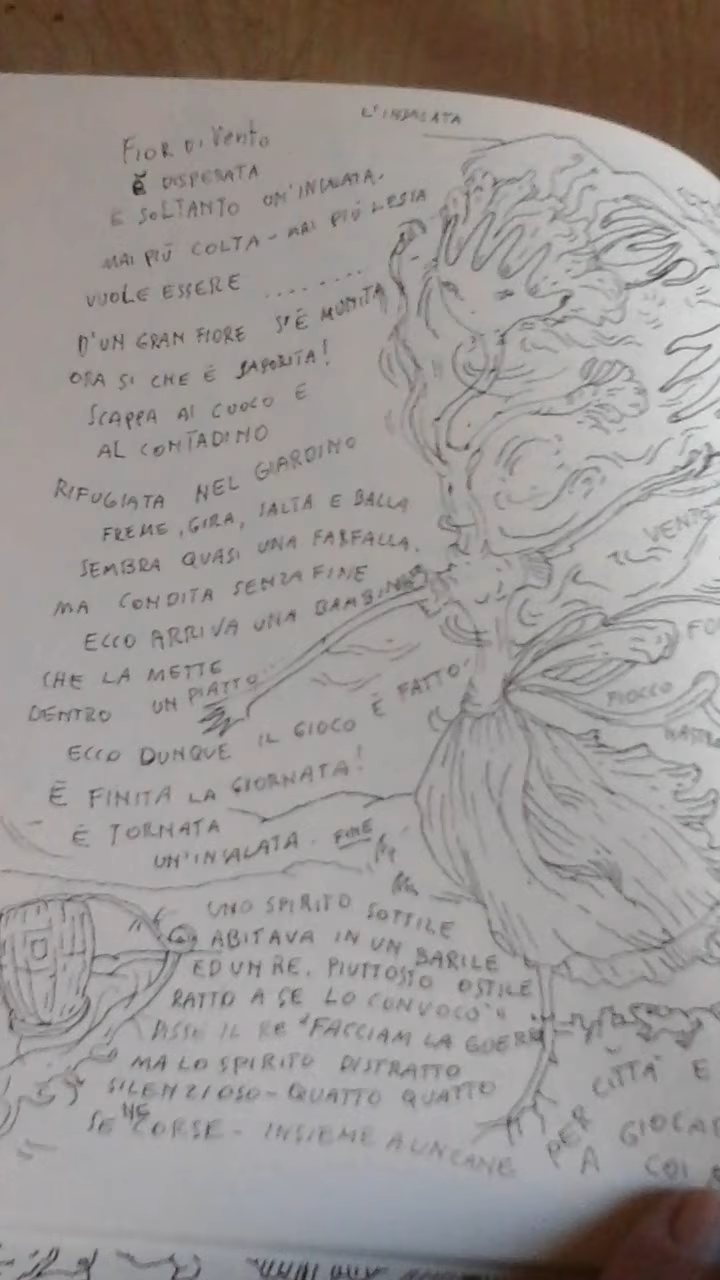 L'INSALATA
FIOR DI VENTO
È DISPERATA
È SOLTANTO UN'INSALATA.
MAI PIÙ COLTA - MAI PIÙ LESSA
VUOLE ESSERE ........
D'UN GRAN FIORE S'È MUNITA
ORA SI CHE È SAPORITA!
SCAPPA AL CUOCO E
AL CONTADINO
RIFUGIATA NEL GIARDINO
FREME, GIRA, SALTA E BALLA
SEMBRA QUASI UNA FARFALLA.
MA CONDITA SENZA FINE
ECCO ARRIVA UNA BAMBINA
CHE LA METTE
DENTRO UN PIATTO...
ECCO DUNQUE IL GIOCO È FATTO!
È FINITA LA GIORNATA!
È TORNATA
UN'INSALATA. FINE
VENTO
FIOCCO
UNO SPIRITO SOTTILE
ABITAVA IN UN BARILE
ED UN RE, PIUTTOSTO OSTILE
RATTO A SE LO CONVOCÒ
DISSE IL RE "FACCIAM LA GUERRA
MA LO SPIRITO DISTRATTO
SILENZIOSO - QUATTO QUATTO
SE NE CORSE - INSIEME A UN CANE
PER CITTÀ E
A GIOCAR
COI